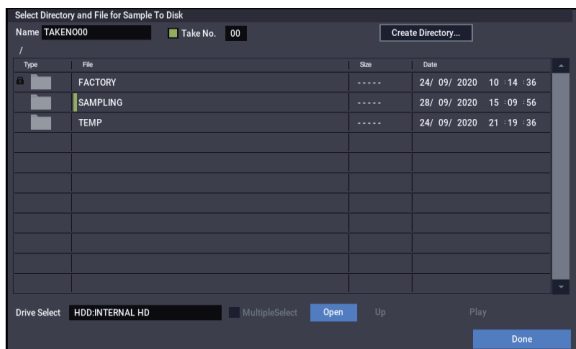 Select Directory and File for Sample To Disk
Name TAKENO00 Take No. 00 Create Directory...
/
Type File Size Date
FACTORY ----- 24/ 09/ 2020 10 :14 :36
SAMPLING ----- 28/ 09/ 2020 15 :09 :56
TEMP ----- 24/ 09/ 2020 21 :19 :36
Drive Select HDD:INTERNAL HD MultipleSelect Open Up Play
Done